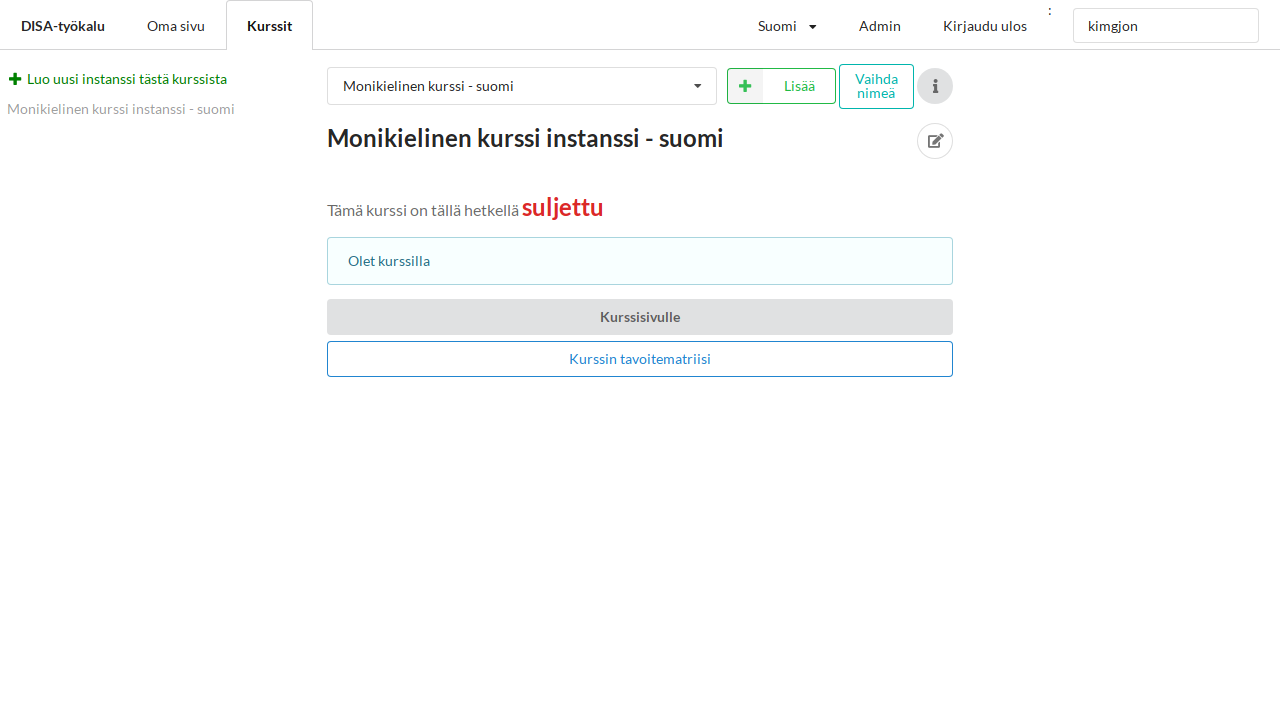 DISA-työkalu Oma sivu Kurssit Suomi Admin Kirjaudu ulos : kimgjon
Luo uusi instanssi tästä kurssista
Monikielinen kurssi instanssi - suomi
Monikielinen kurssi - suomi
Lisää
Vaihda
nimeä
Monikielinen kurssi instanssi - suomi
Tämä kurssi on tällä hetkellä suljettu
Olet kurssilla
Kurssisivulle
Kurssin tavoitematriisi